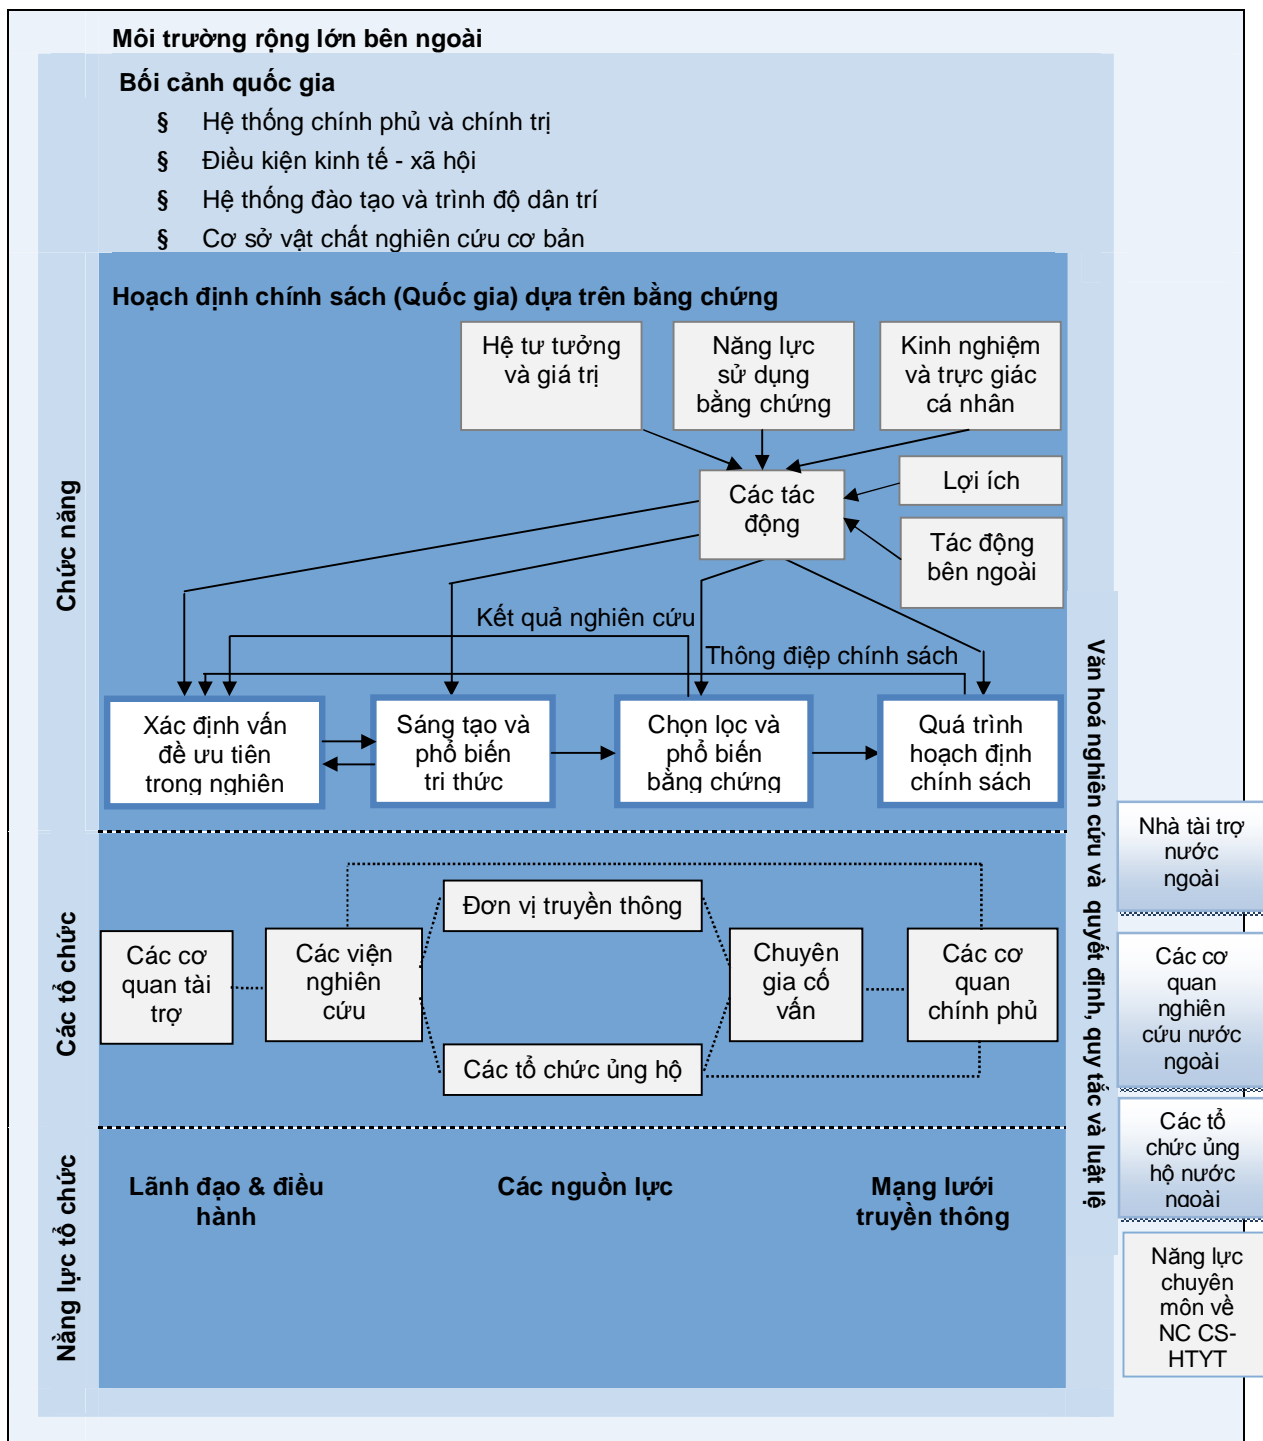 Môi trường rộng lớn bên ngoài
Bối cảnh quốc gia
§ Hệ thống chính phủ và chính trị
§ Điều kiện kinh tế - xã hội
§ Hệ thống đào tạo và trình độ dân trí
§ Cơ sở vật chất nghiên cứu cơ bản
Hoạch định chính sách (Quốc gia) dựa trên bằng chứng
Hệ tư tưởng
và giá trị
Năng lực
sử dụng
bằng chứng
Kinh nghiệm
và trực giác
cá nhân
Các tác
động
Lợi ích
Tác động
bên ngoài
Chức năng
Kết quả nghiên cứu
Thông điệp chính sách
Xác định vấn
đề ưu tiên
trong nghiên
Sáng tạo và
phổ biến
tri thức
Chọn lọc và
phổ biến
bằng chứng
Quá trình
hoạch định
chính sách
Văn hoá nghiên cứu và quyết định, quy tắc và luật lệ
Các tổ chức
Các cơ
quan tài
trợ
Các viện
nghiên
cứu
Đơn vị truyền thông
Các tổ chức ủng hộ
Chuyên
gia cố
vấn
Các cơ
quan
chính phủ
Nhà tài trợ
nước
ngoài
Các cơ
quan
nghiên
cứu nước
ngoài
Các tổ
chức ủng
hộ nước
ngoài
Năng lực
chuyên
môn về
NC CS-
HTYT
Nằng lực tổ chức
Lãnh đạo & điều
hành
Các nguồn lực
Mạng lưới
truyền thông